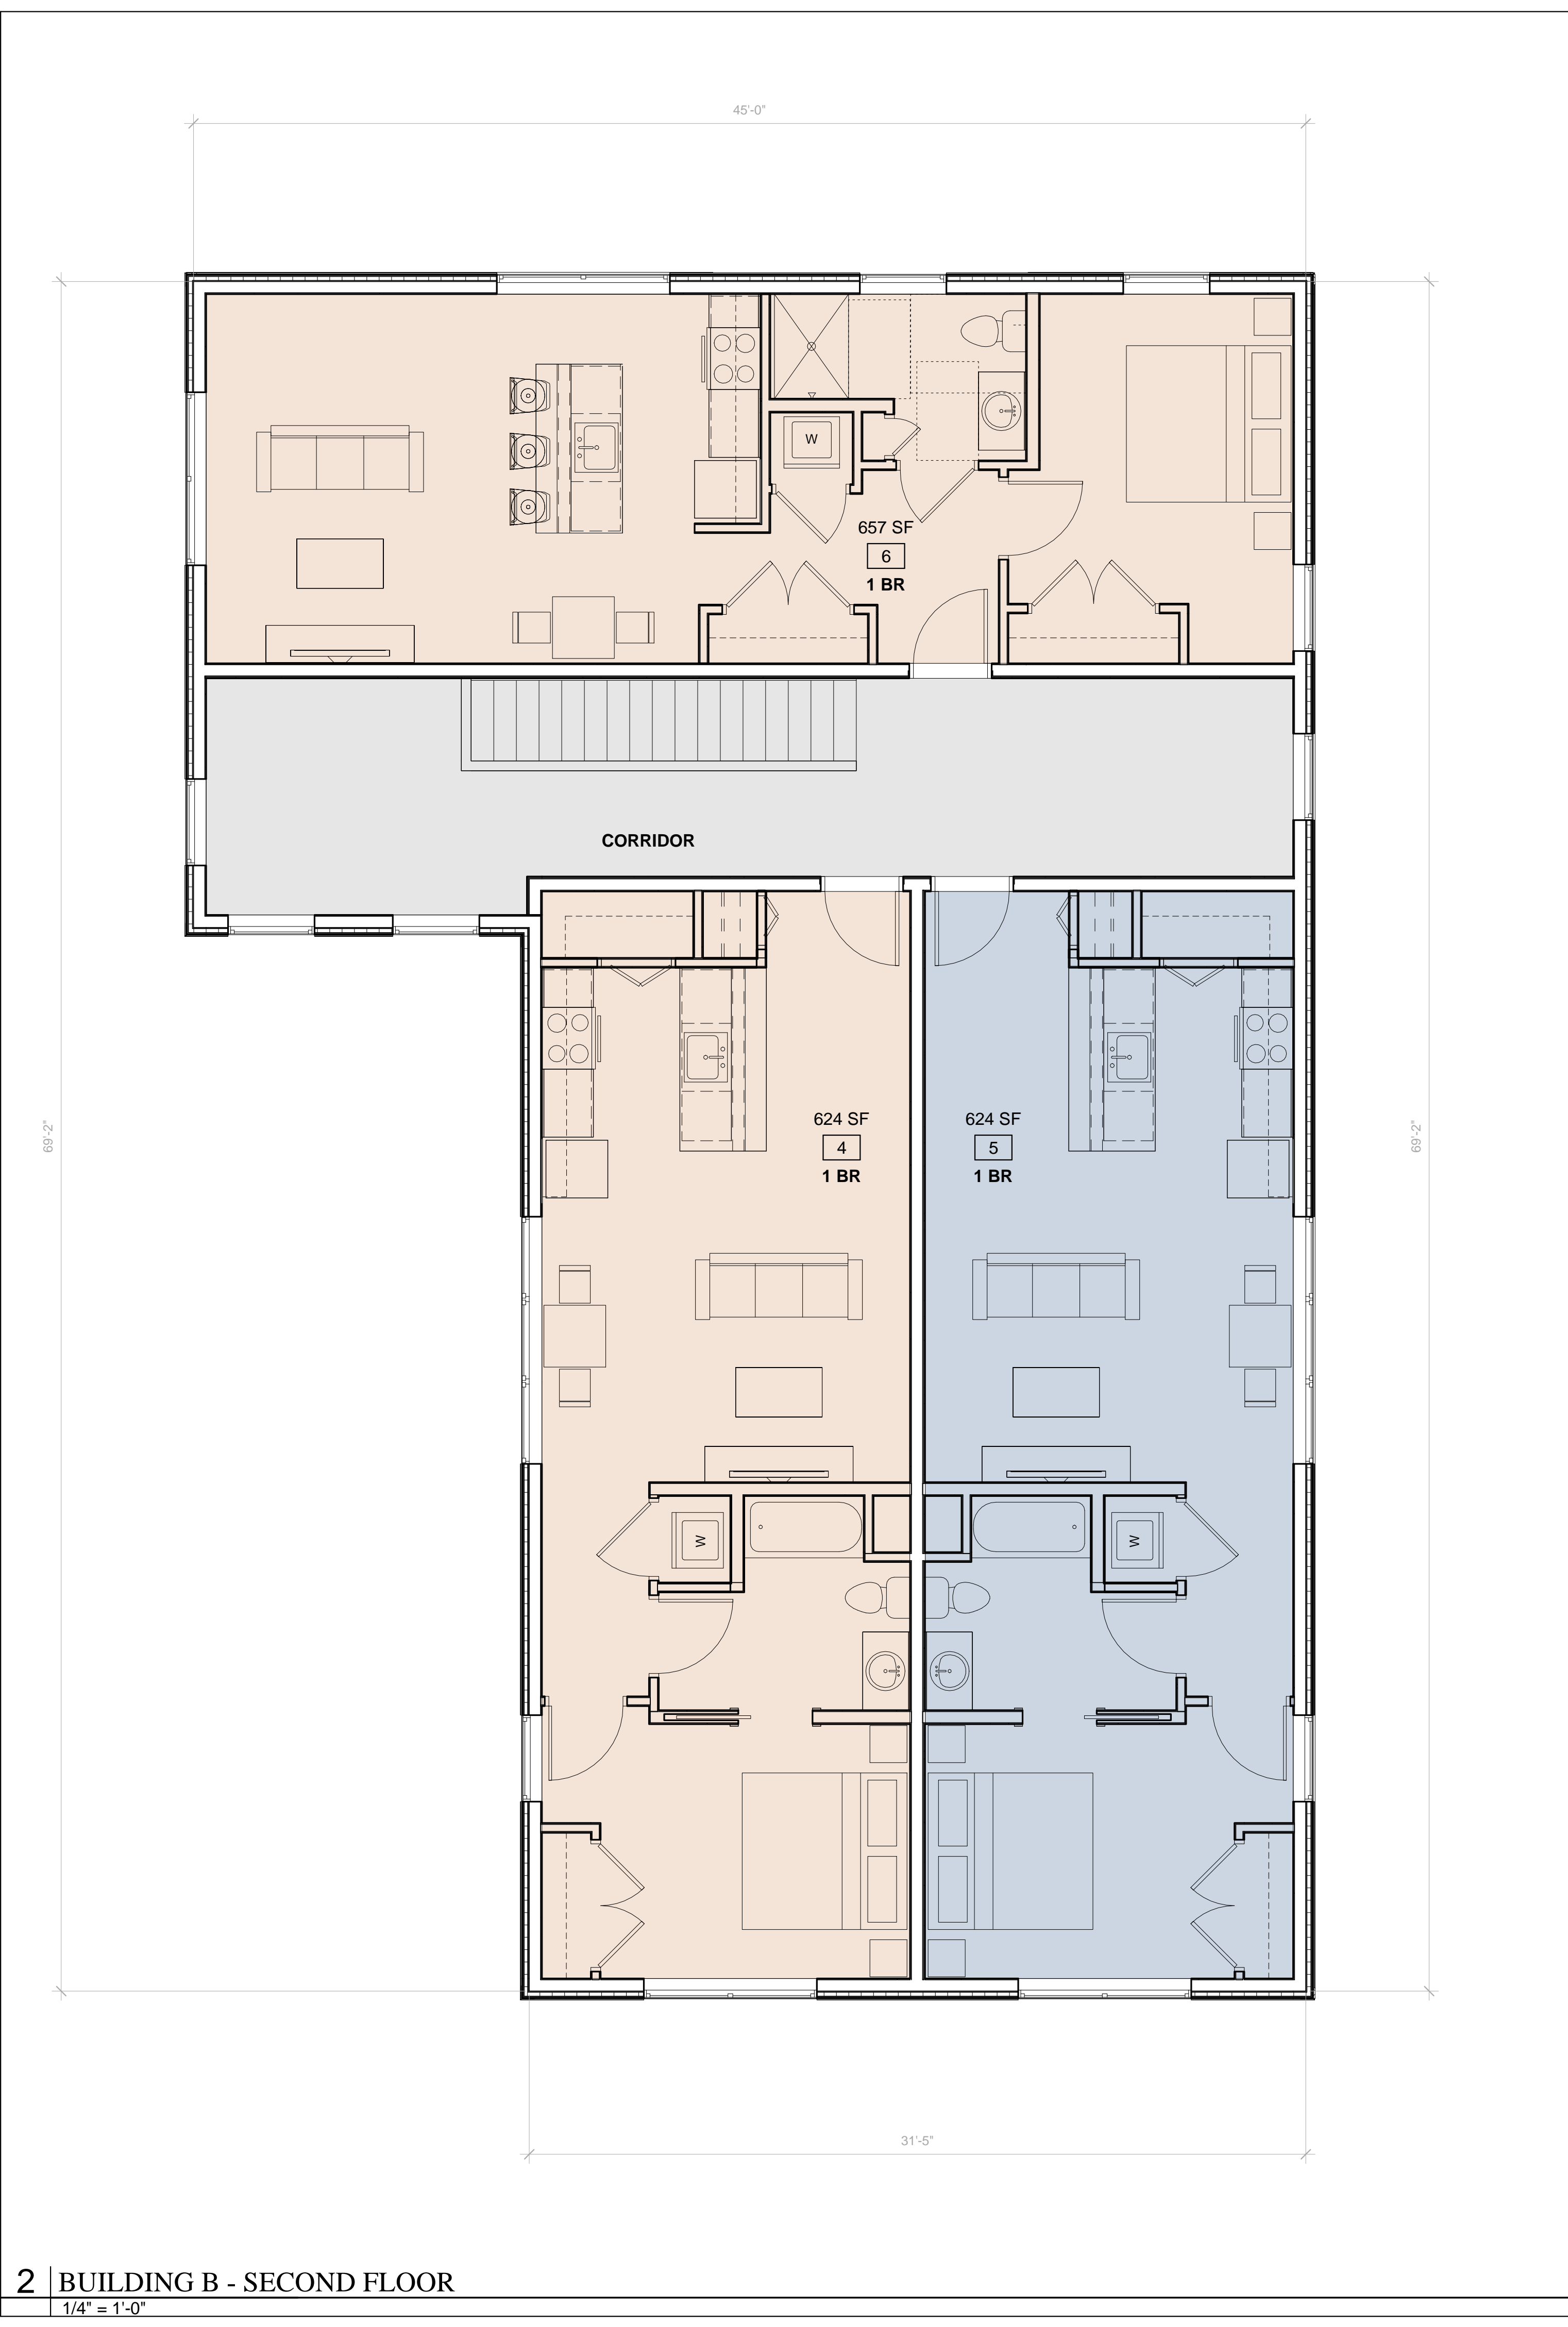 45'-0"
W
657 SF
6
1 BR
CORRIDOR
69'-2"
69'-2"
624 SF
4
1 BR
624 SF
5
1 BR
W
W
31'-5"
2
BUILDING B - SECOND FLOOR
1/4" = 1'-0"